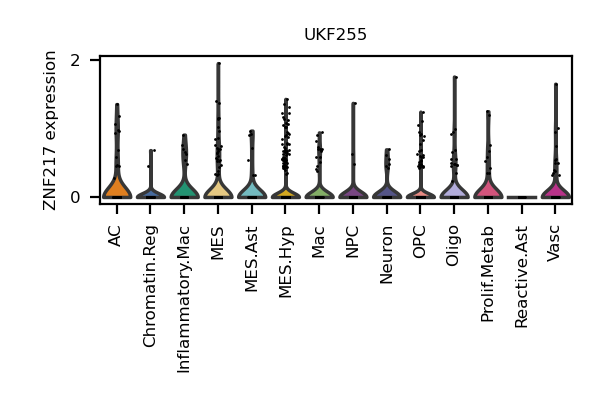 UKF255
ZNF217 expression
2
0
AC
Chromatin.Reg
Inflammatory.Mac
MES
MES.Ast
MES.Hyp
Mac
NPC
Neuron
OPC
Oligo
Prolif.Metab
Reactive.Ast
Vasc